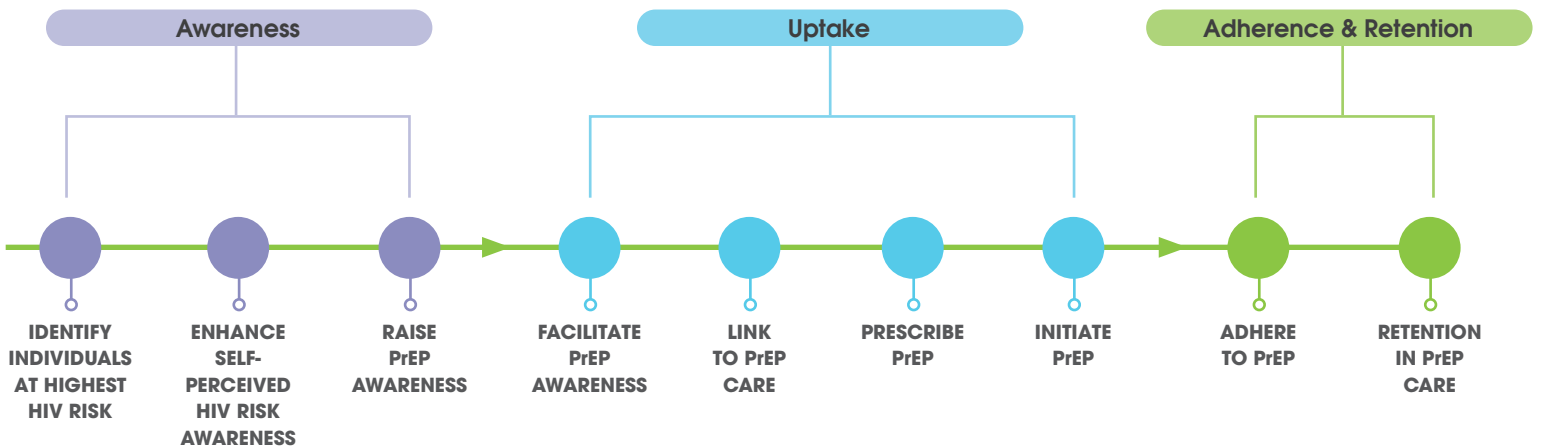 Awareness
Uptake
Adherence & Retention
IDENTIFY
INDIVIDUALS
AT HIGHEST
HIV RISK
ENHANCE
SELF-
PERCEIVED
HIV RISK
AWARENESS
RAISE
PrEP
AWARENESS
FACILITATE
PrEP
AWARENESS
LINK
TO PrEP
CARE
PRESCRIBE
PrEP
INITIATE
PrEP
ADHERE
TO PrEP
RETENTION
IN PrEP
CARE